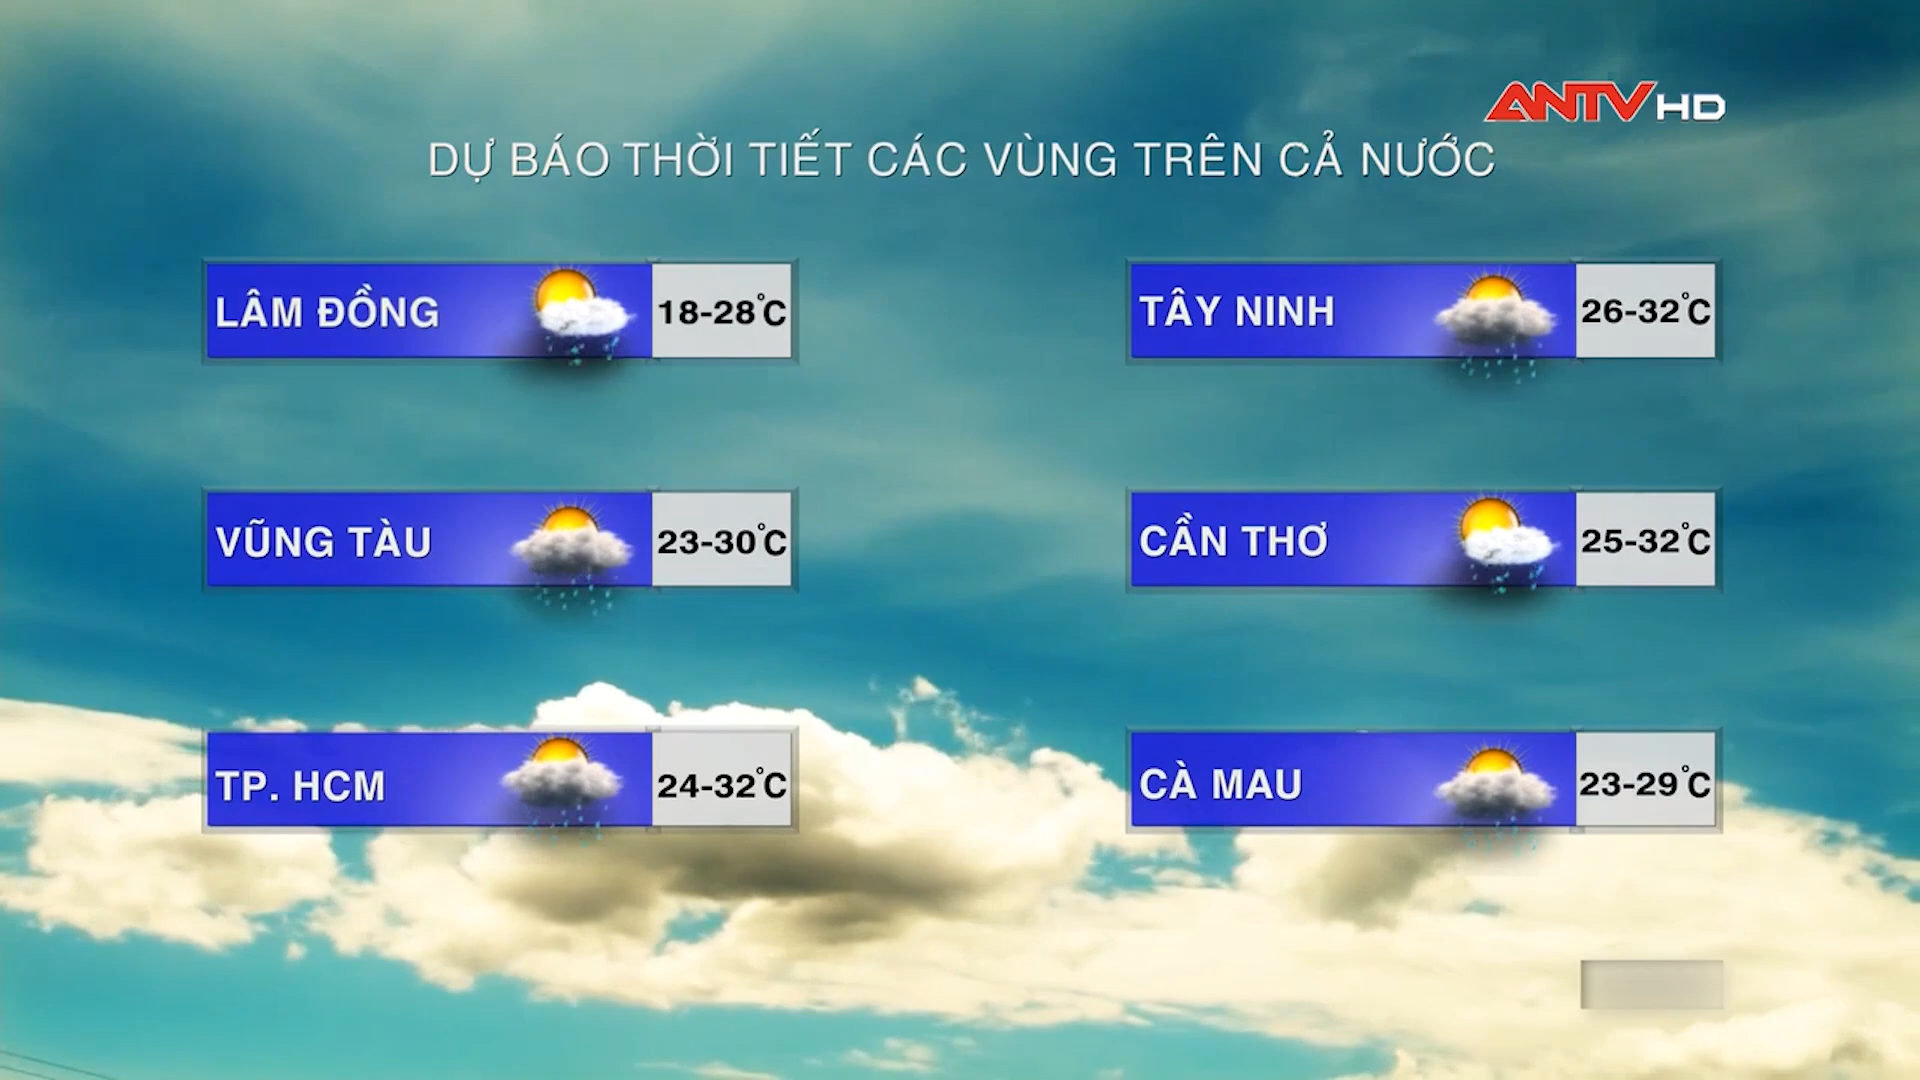 ANTV HD
DỰ BÁO THỜI TIẾT CÁC VÙNG TRÊN CẢ NƯỚC
LÂM ĐỒNG 18-28°C
TÂY NINH 26-32°C
VŨNG TÀU 23-30°C
CẦN THƠ 25-32°C
TP. HCM 24-32°C
CÀ MAU 23-29°C